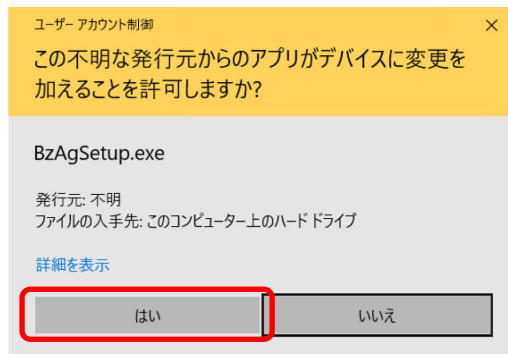 ユーザー アカウント制御
この不明な発行元からのアプリがデバイスに変更を
加えることを許可しますか?
BzAgSetup.exe
発行元: 不明
ファイルの入手先: このコンピューター上のハード ドライブ
詳細を表示
はい
いいえ